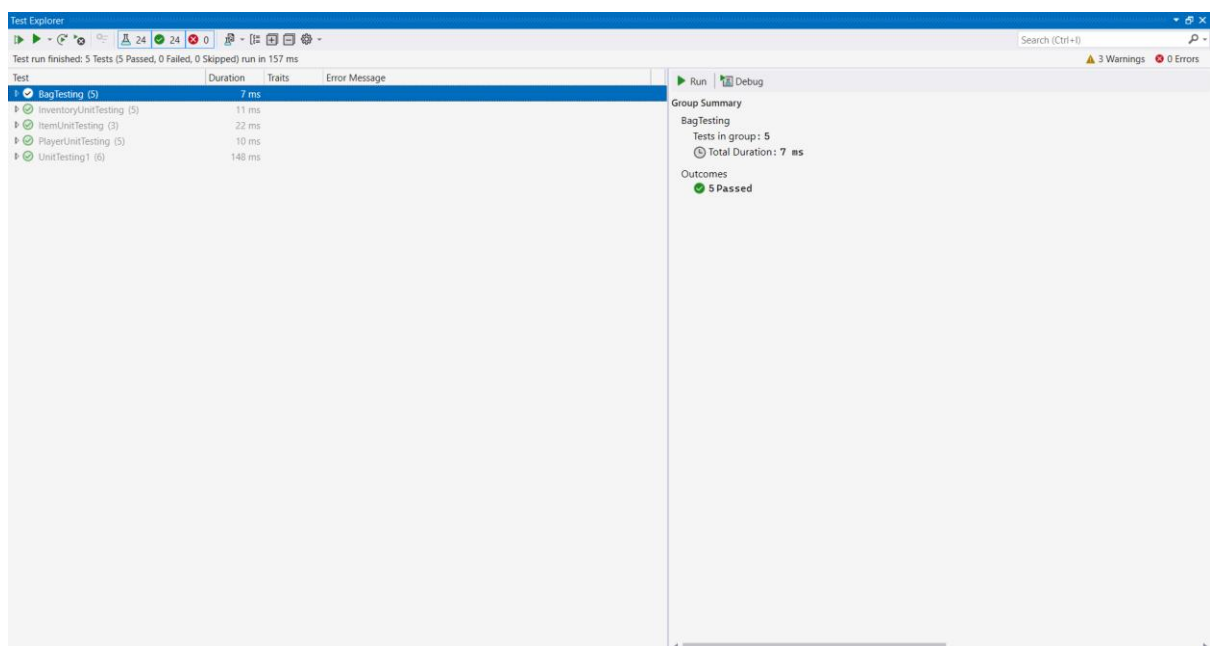 Test Explorer
24 24 0 Search (Ctrl+I)
Test run finished: 5 Tests (5 Passed, 0 Failed, 0 Skipped) run in 157 ms 3 Warnings 0 Errors
Test Duration Traits Error Message
BagTesting (5) 7 ms
InventoryUnitTesting (5) 11 ms
ItemUnitTesting (3) 22 ms
PlayerUnitTesting (5) 10 ms
UnitTesting1 (6) 148 ms
Run Debug
Group Summary
BagTesting
Tests in group: 5
Total Duration: 7 ms
Outcomes
5 Passed